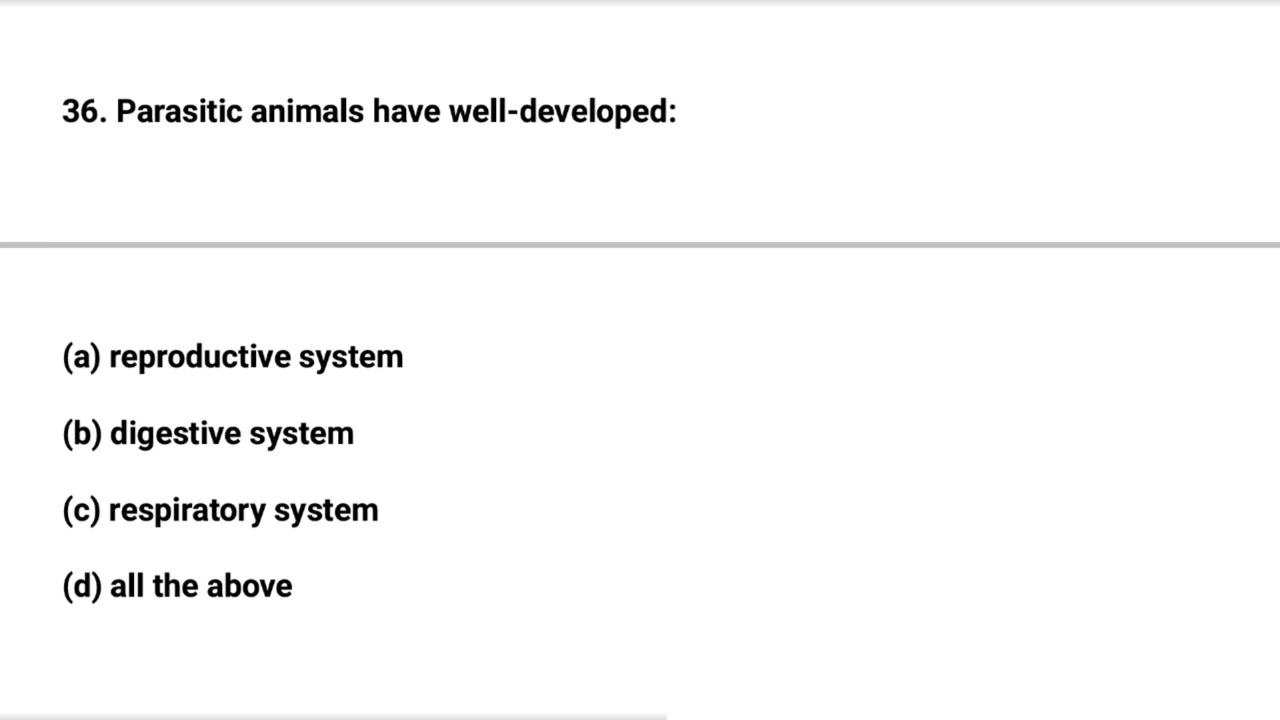 36. Parasitic animals have well-developed:
(a) reproductive system
(b) digestive system
(c) respiratory system
(d) all the above